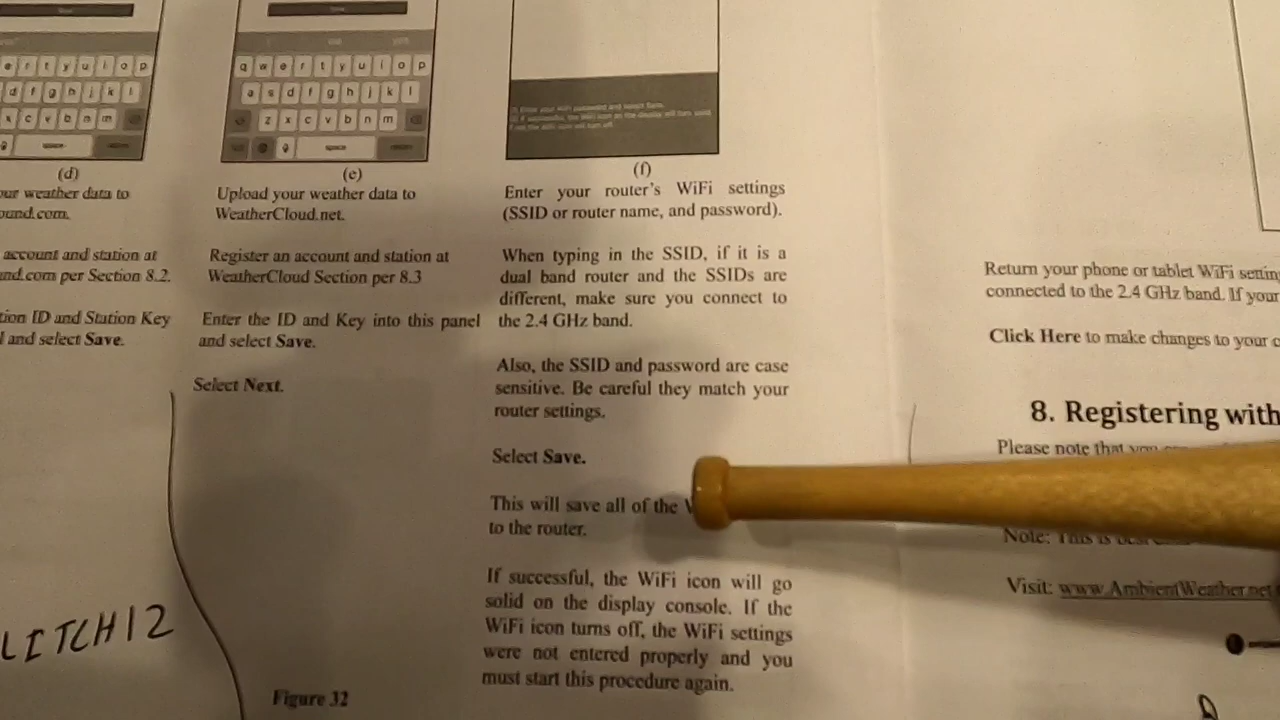 q w e r t y u i o p
a s d f g h j k l
z x c v b n m
space
(d)
weather data to
account and station at
per Section 8.2.
ID and Station Key
and select Save.
LITCH12
(e)
Upload your weather data to
WeatherCloud.net.
Register an account and station at
WeatherCloud Section per 8.3
Enter the ID and Key into this panel
and select Save.
Select Next.
Figure 32
(f)
Enter your router's WiFi settings
(SSID or router name, and password).
When typing in the SSID, if it is a
dual band router and the SSIDs are
different, make sure you connect to
the 2.4 GHz band.
Also, the SSID and password are case
sensitive. Be careful they match your
router settings.
Select Save.
This will save all of the
to the router.
If successful, the WiFi icon will go
solid on the display console. If the
WiFi icon turns off, the WiFi settings
were not entered properly and you
must start this procedure again.
Return your phone or tablet WiFi
connected to the 2.4 GHz band. If your
Click Here to make changes to your
8. Registering with
Please note that you
Note: This is
Visit: www.AmbientWeather.net